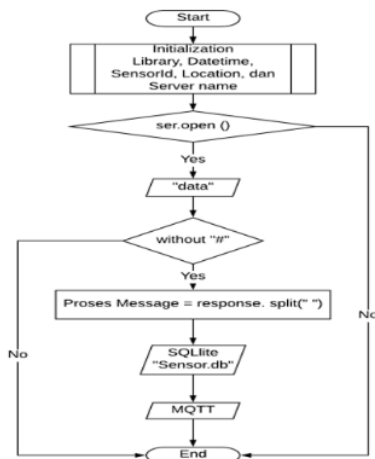 Start
Initialization
Library, Datetime,
SensorId, Location, dan
Server name
ser.open ()
Yes
"data"
without "#"
Yes
Proses Message = response. split(" ")
No
No
SQLlite
"Sensor.db"
MQTT
End